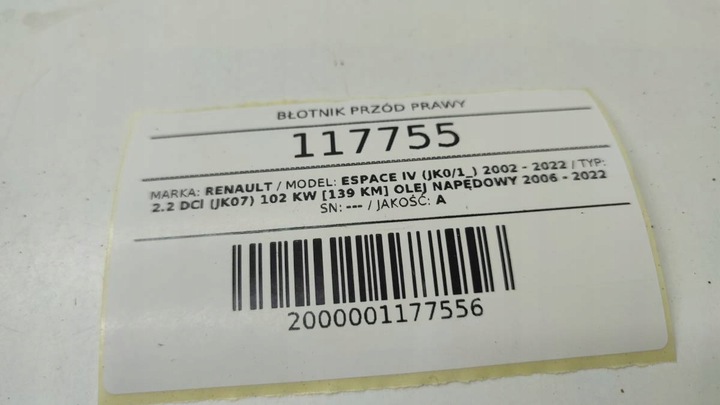 BŁOTNIK PRZÓD PRAWY
117755
MARKA: RENAULT / MODEL: ESPACE IV (JK0/1_) 2002 - 2022 / TYP:
2.2 DCI (JK07) 102 KW [139 KM] OLEJ NAPĘDOWY 2006 - 2022
SN: --- / JAKOŚĆ: A
2000001177556